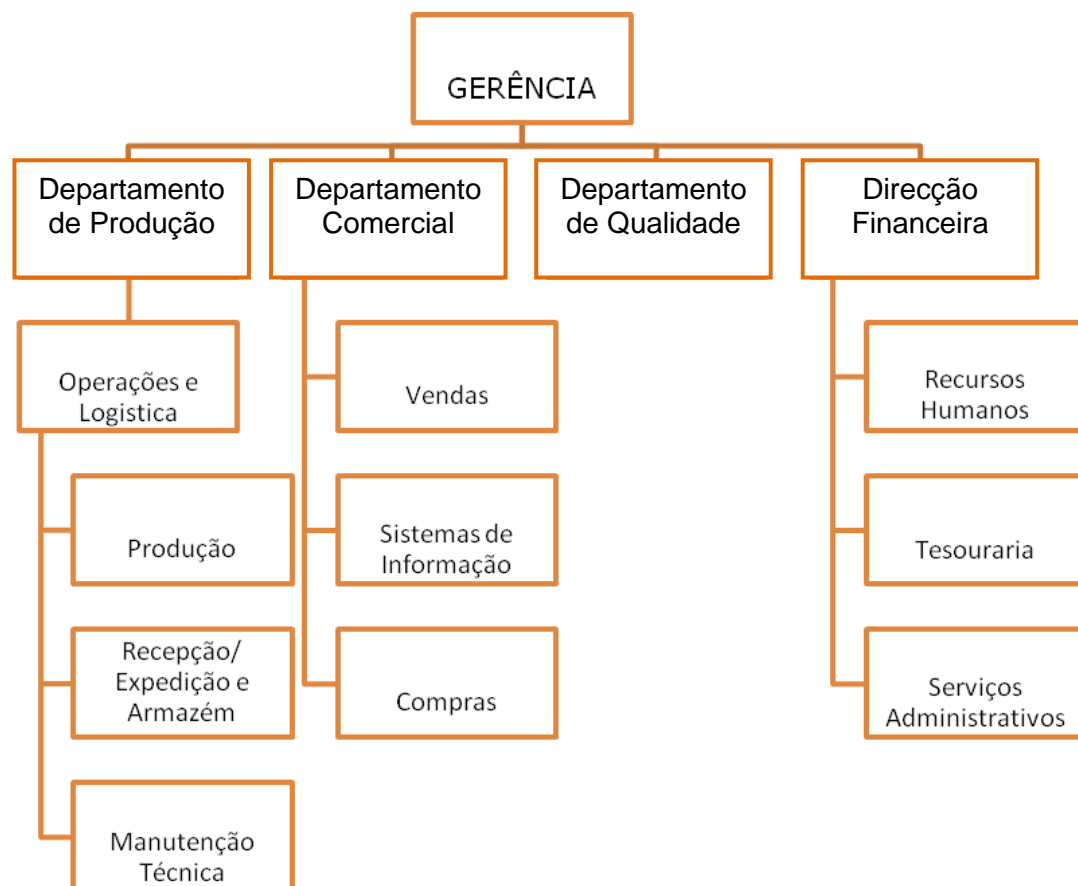 GERÊNCIA
Departamento
de Produção
Departamento
Comercial
Departamento
de Qualidade
Direcção
Financeira
Operações e
Logistica
Vendas
Recursos
Humanos
Produção
Sistemas de
Informação
Tesouraria
Recepção/
Expedição e
Armazém
Compras
Serviços
Administrativos
Manutenção
Técnica